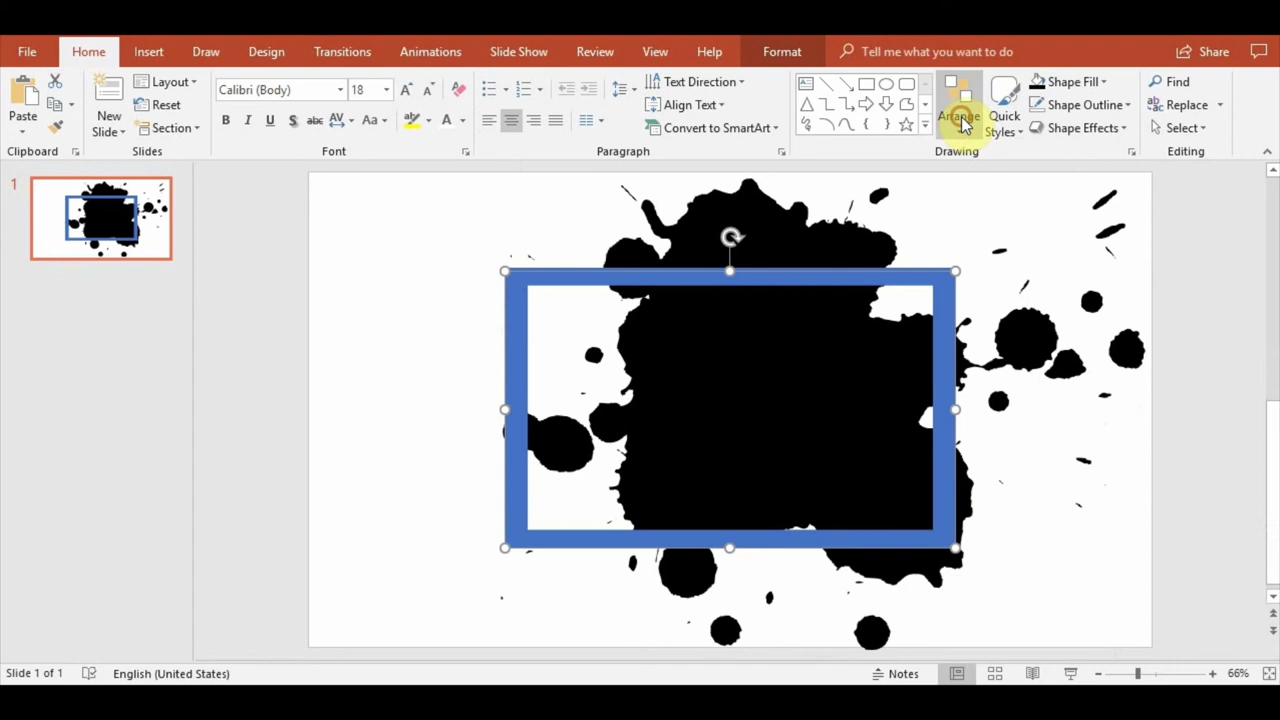 File Home Insert Draw Design Transitions Animations Slide Show Review View Help Format Tell me what you want to do Share
Paste
New
Slide
Layout
Reset
Section
Calibri (Body) 18
B I U S abc AV Aa A
Text Direction
Align Text
Convert to SmartArt
Arrange
Quick
Styles
Shape Fill
Shape Outline
Shape Effects
Find
Replace
Select
Clipboard Slides Font Paragraph Drawing Editing
1
Slide 1 of 1 English (United States) Notes 66%